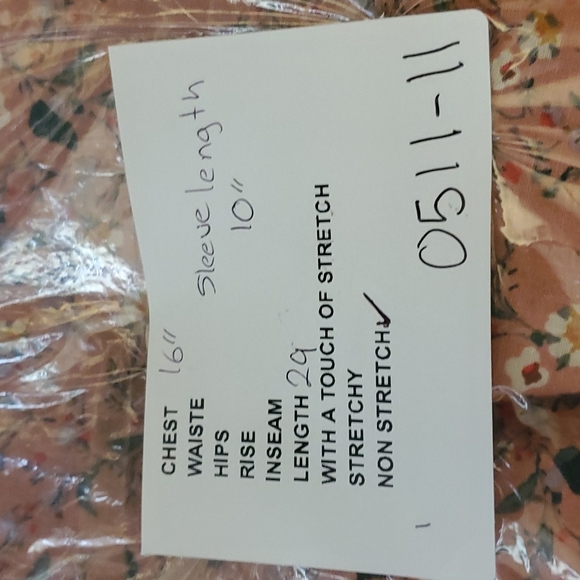 CHEST 16"
WAISTE
HIPS
Sleeve length
RISE 10"
INSEAM
LENGTH 29
WITH A TOUCH OF STRETCH
STRETCHY
NON STRETCH ✓
0511-11